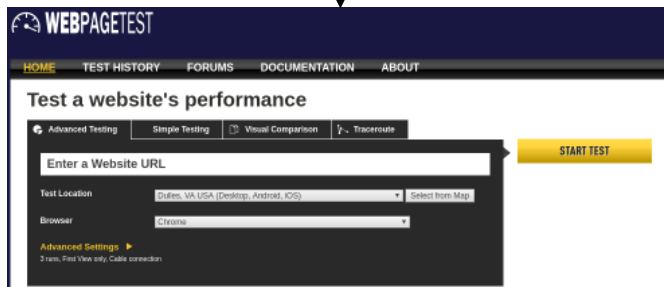 WEBPAGETEST
HOME TEST HISTORY FORUMS DOCUMENTATION ABOUT
Test a website's performance
Advanced Testing Simple Testing Visual Comparison Traceroute
START TEST
Enter a Website URL
Test Location Dulles, VA USA (Desktop, Android, iOS) Select from Map
Browser Chrome
Advanced Settings
3 runs, First View only, Cable connection